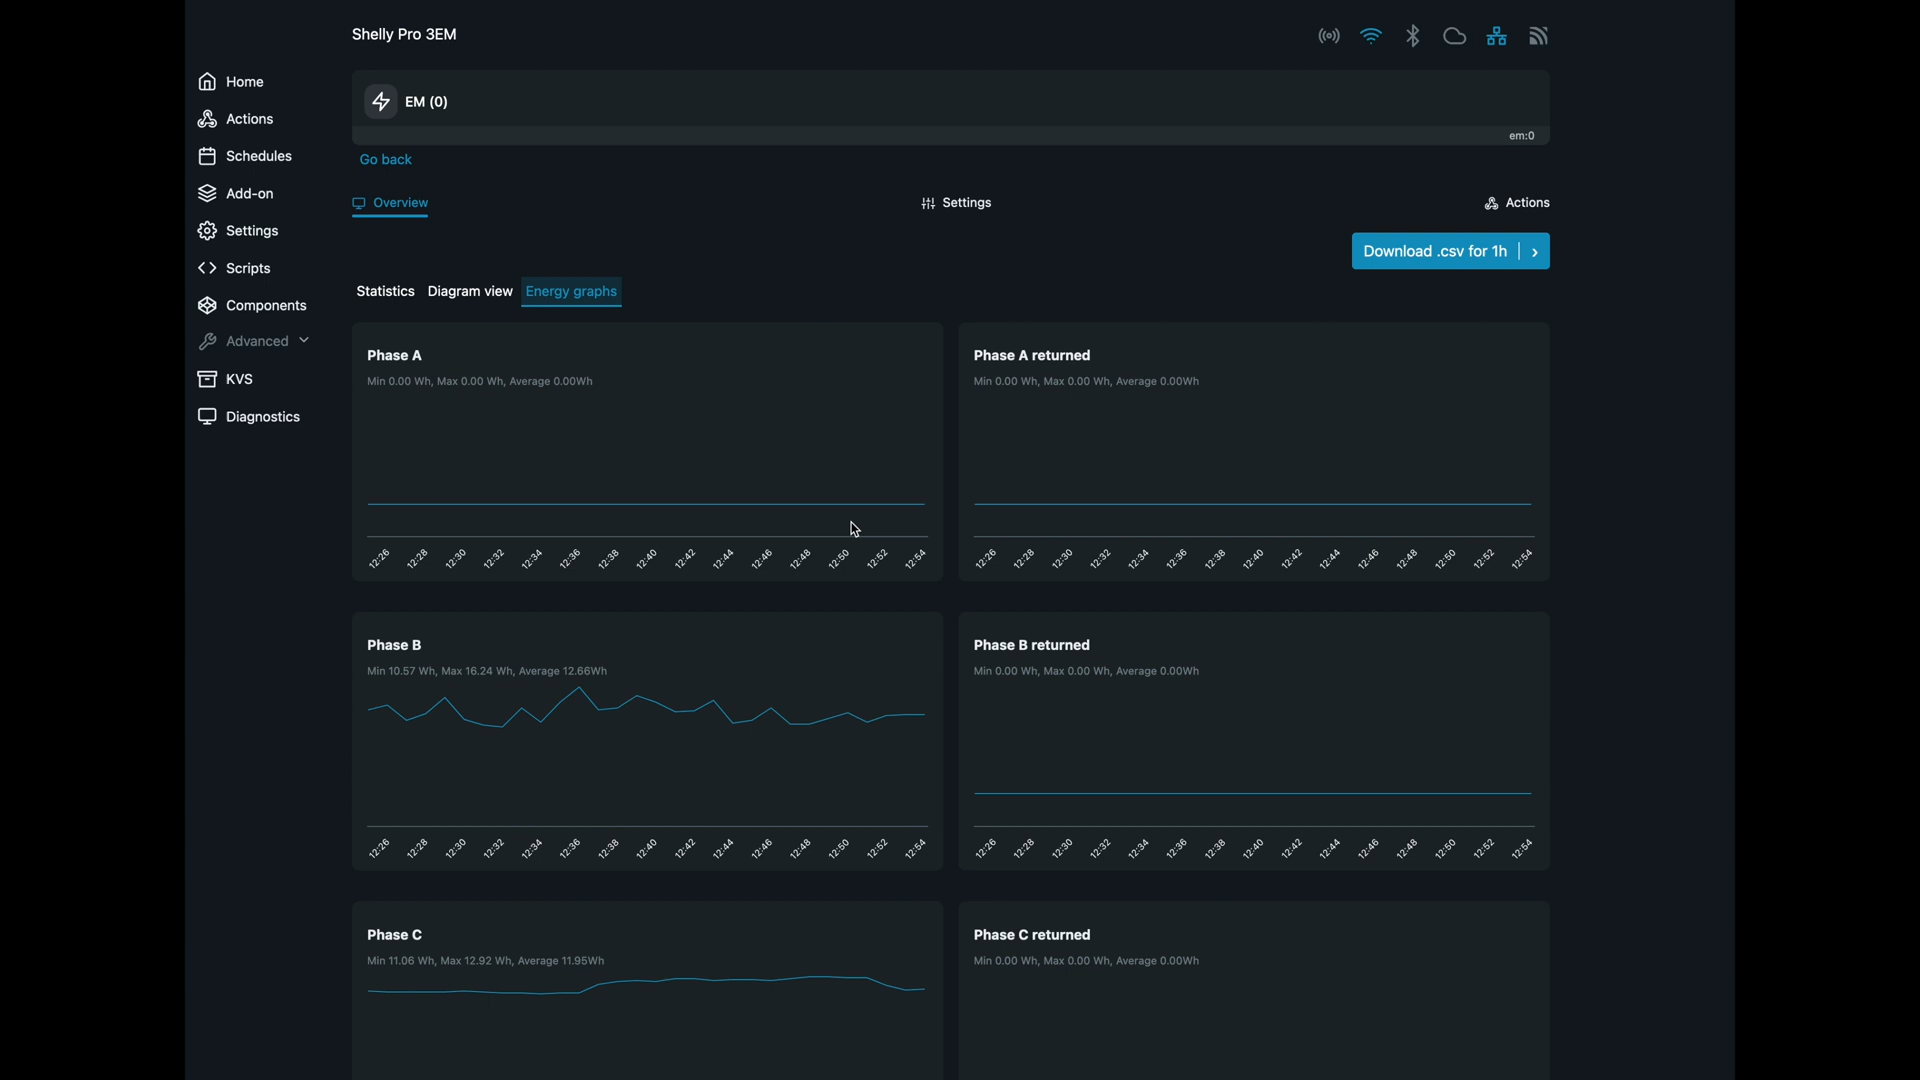 Shelly Pro 3EM
Home
Actions
Schedules
Add-on
Settings
Scripts
Components
Advanced
KVS
Diagnostics
EM (0)
em:0
Go back
Overview
Settings
Actions
Download .csv for 1h
Statistics Diagram view Energy graphs
Phase A
Min 0.00 Wh, Max 0.00 Wh, Average 0.00Wh
12:26 12:28 12:30 12:32 12:34 12:36 12:38 12:40 12:42 12:44 12:46 12:48 12:50 12:52 12:54
Phase A returned
Min 0.00 Wh, Max 0.00 Wh, Average 0.00Wh
12:26 12:28 12:30 12:32 12:34 12:36 12:38 12:40 12:42 12:44 12:46 12:48 12:50 12:52 12:54
Phase B
Min 10.57 Wh, Max 16.24 Wh, Average 12.66Wh
12:26 12:28 12:30 12:32 12:34 12:36 12:38 12:40 12:42 12:44 12:46 12:48 12:50 12:52 12:54
Phase B returned
Min 0.00 Wh, Max 0.00 Wh, Average 0.00Wh
12:26 12:28 12:30 12:32 12:34 12:36 12:38 12:40 12:42 12:44 12:46 12:48 12:50 12:52 12:54
Phase C
Min 11.06 Wh, Max 12.92 Wh, Average 11.95Wh
Phase C returned
Min 0.00 Wh, Max 0.00 Wh, Average 0.00Wh